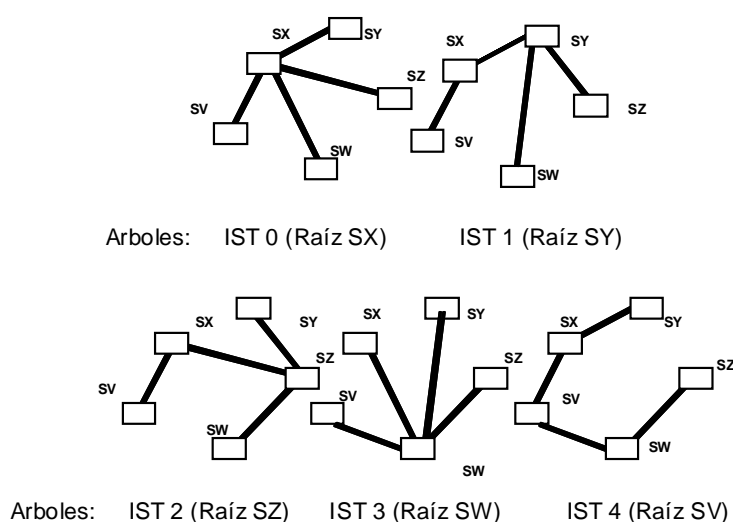 SX SY
SZ
SV
SW
SX SY
SZ
SV
SW
Arboles: IST 0 (Raíz SX) IST 1 (Raíz SY)
SX SY
SZ
SV
SW
SX SY
SZ
SV
SW
SX SY
SZ
SV
SW
Arboles: IST 2 (Raíz SZ) IST 3 (Raíz SW) IST 4 (Raíz SV)